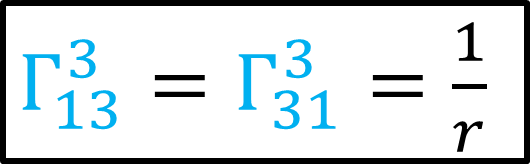 Γ³₁₃ = Γ³₃₁ = 1/r